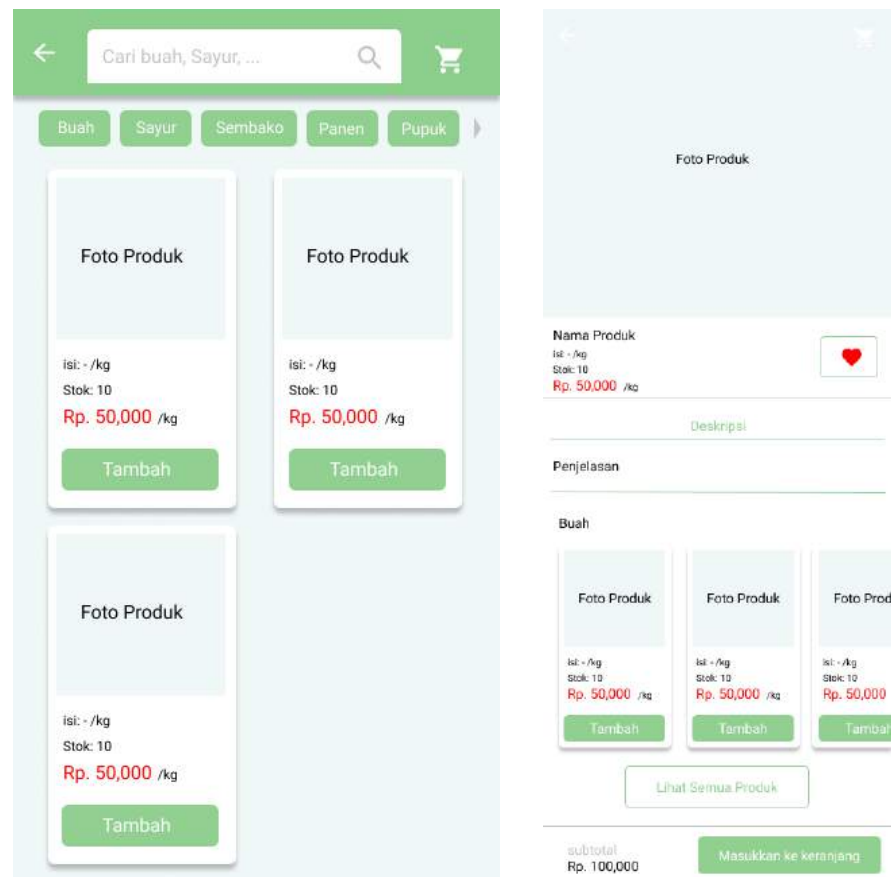 Cari buah, Sayur, ...
Buah
Sayur
Sembako
Panen
Pupuk
Foto Produk
isi: - /kg
Stok: 10
Rp. 50,000 /kg
Tambah
Foto Produk
isi: - /kg
Stok: 10
Rp. 50,000 /kg
Tambah
Foto Produk
isi: - /kg
Stok: 10
Rp. 50,000 /kg
Tambah
Foto Produk
Nama Produk
isi: - /kg
Stok: 10
Rp. 50,000 /kg
Deskripsi
Penjelasan
Buah
Foto Produk
isi: - /kg
Stok: 10
Rp. 50,000 /kg
Tambah
Foto Produk
isi: - /kg
Stok: 10
Rp. 50,000 /kg
Tambah
Foto Prod
isi: - /kg
Stok: 10
Rp. 50,000
Tambah
Lihat Semua Produk
subtotal
Rp. 100,000
Masukkan ke keranjang